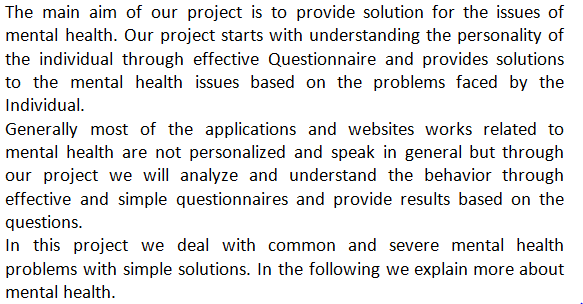 The main aim of our project is to provide solution for the issues of
mental health. Our project starts with understanding the personality of
the individual through effective Questionnaire and provides solutions
to the mental health issues based on the problems faced by the
Individual.
Generally most of the applications and websites works related to
mental health are not personalized and speak in general but through
our project we will analyze and understand the behavior through
effective and simple questionnaires and provide results based on the
questions.
In this project we deal with common and severe mental health
problems with simple solutions. In the following we explain more about
mental health.